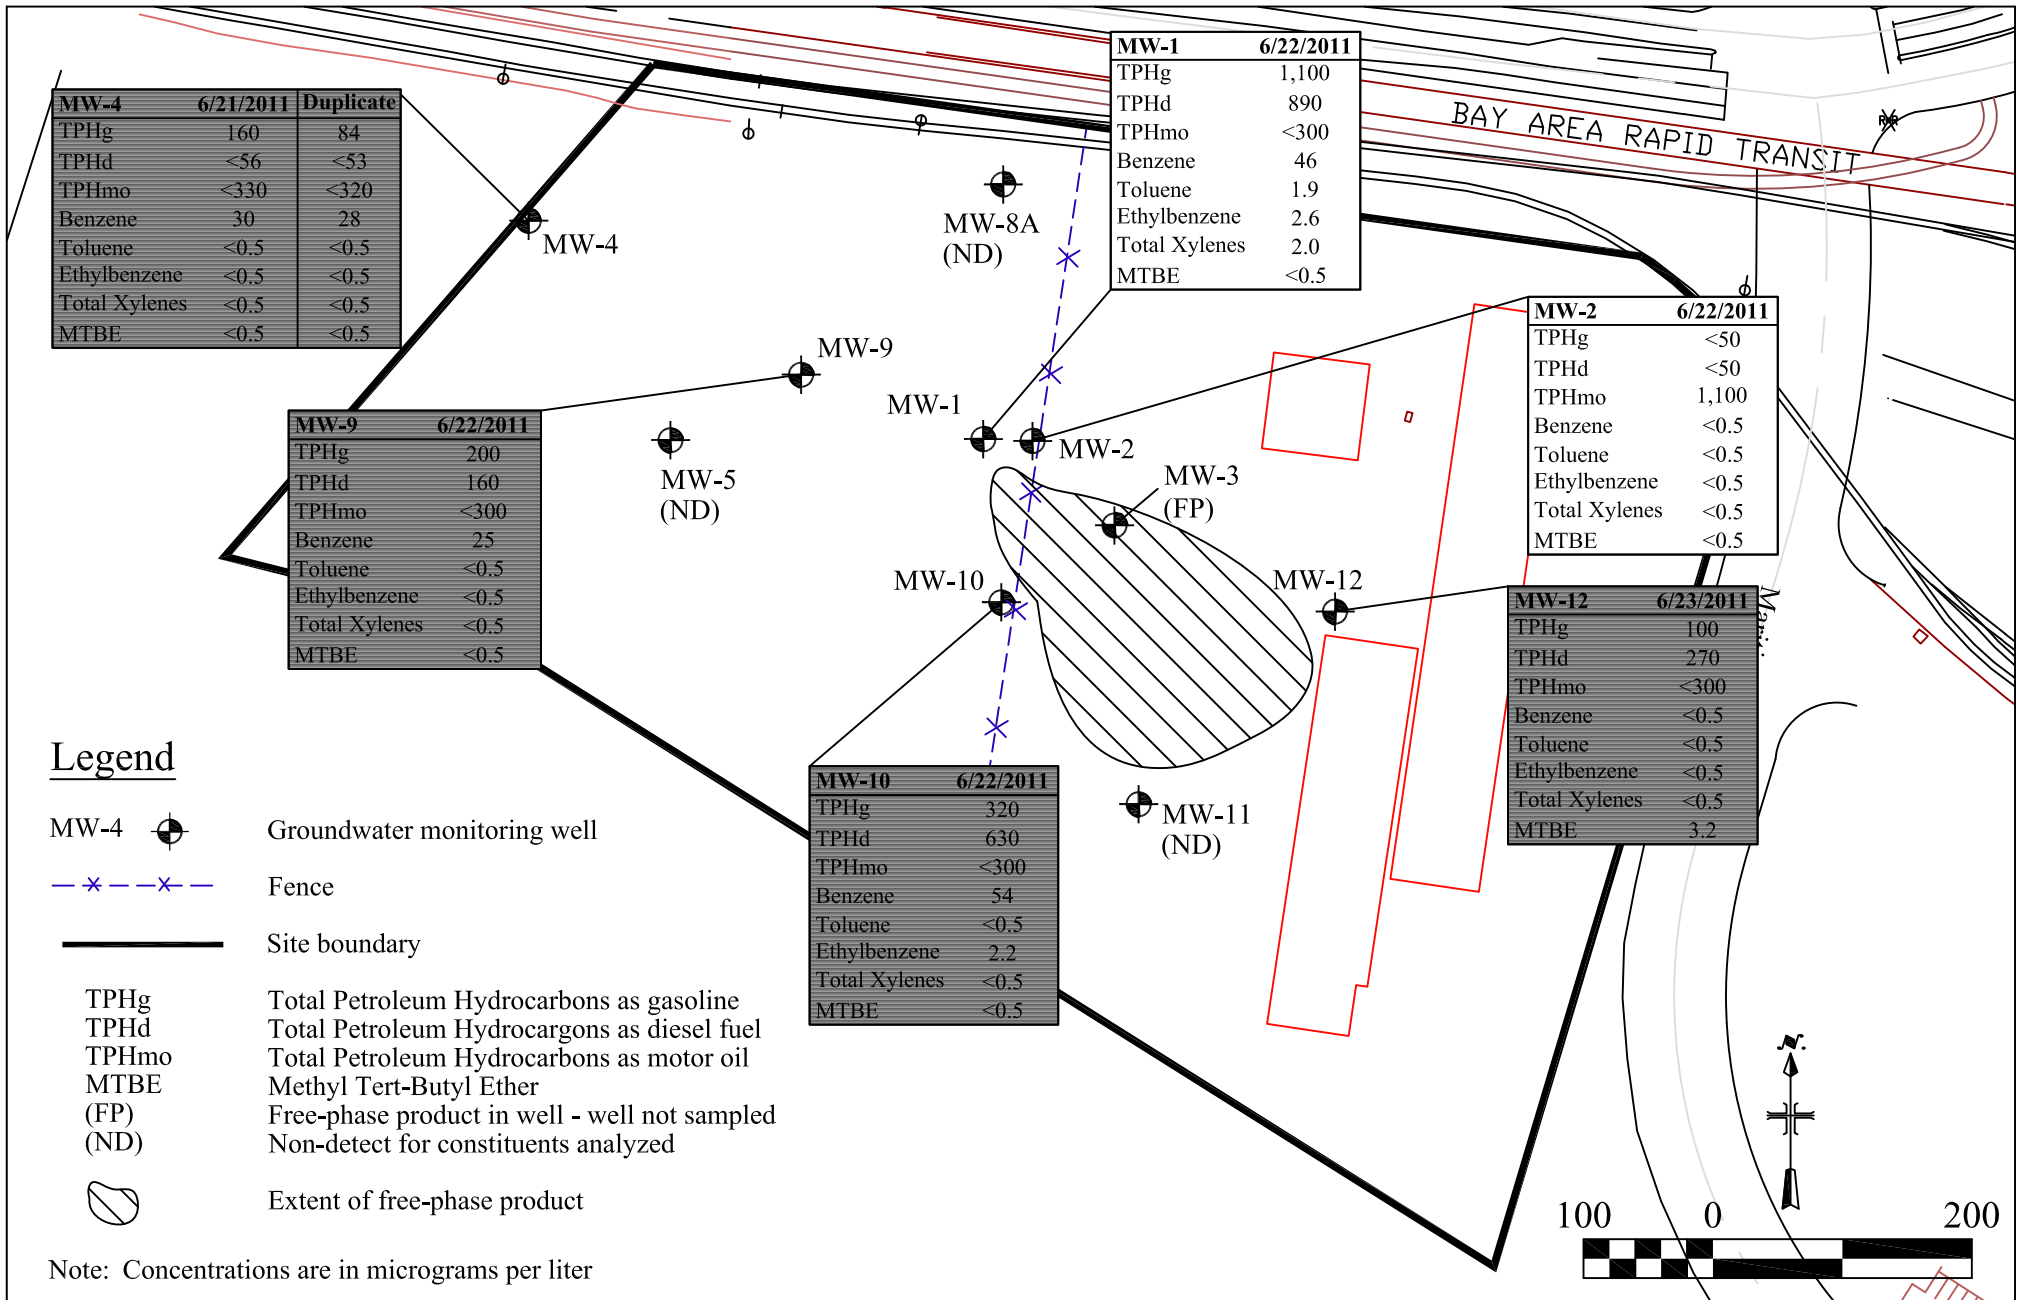 MW-4 6/21/2011 Duplicate
TPHg 160 84
TPHd <56 <53
TPHmo <330 <320
Benzene 30 28
Toluene <0.5 <0.5
Ethylbenzene <0.5 <0.5
Total Xylenes <0.5 <0.5
MTBE <0.5 <0.5
MW-1 6/22/2011
TPHg 1,100
TPHd 890
TPHmo <300
Benzene 46
Toluene 1.9
Ethylbenzene 2.6
Total Xylenes 2.0
MTBE <0.5
BAY AREA RAPID TRANSIT
MW-4
MW-8A
(ND)
MW-2 6/22/2011
TPHg <50
TPHd <50
TPHmo 1,100
Benzene <0.5
Toluene <0.5
Ethylbenzene <0.5
Total Xylenes <0.5
MTBE <0.5
MW-9
MW-1
MW-2
MW-9 6/22/2011
TPHg 200
TPHd 160
TPHmo <300
Benzene 25
Toluene <0.5
Ethylbenzene <0.5
Total Xylenes <0.5
MTBE <0.5
MW-5
(ND)
MW-3
(FP)
MW-10
MW-12
MW-12 6/23/2011
TPHg 100
TPHd 270
TPHmo <300
Benzene <0.5
Toluene <0.5
Ethylbenzene <0.5
Total Xylenes <0.5
MTBE 3.2
MW-10 6/22/2011
TPHg 320
TPHd 630
TPHmo <300
Benzene 54
Toluene <0.5
Ethylbenzene 2.2
Total Xylenes <0.5
MTBE <0.5
MW-11
(ND)
Legend
MW-4 Groundwater monitoring well
Fence
Site boundary
TPHg Total Petroleum Hydrocarbons as gasoline
TPHd Total Petroleum Hydrocargons as diesel fuel
TPHmo Total Petroleum Hydrocarbons as motor oil
MTBE Methyl Tert-Butyl Ether
(FP) Free-phase product in well - well not sampled
(ND) Non-detect for constituents analyzed
Extent of free-phase product
Note: Concentrations are in micrograms per liter
N.
100 0 200